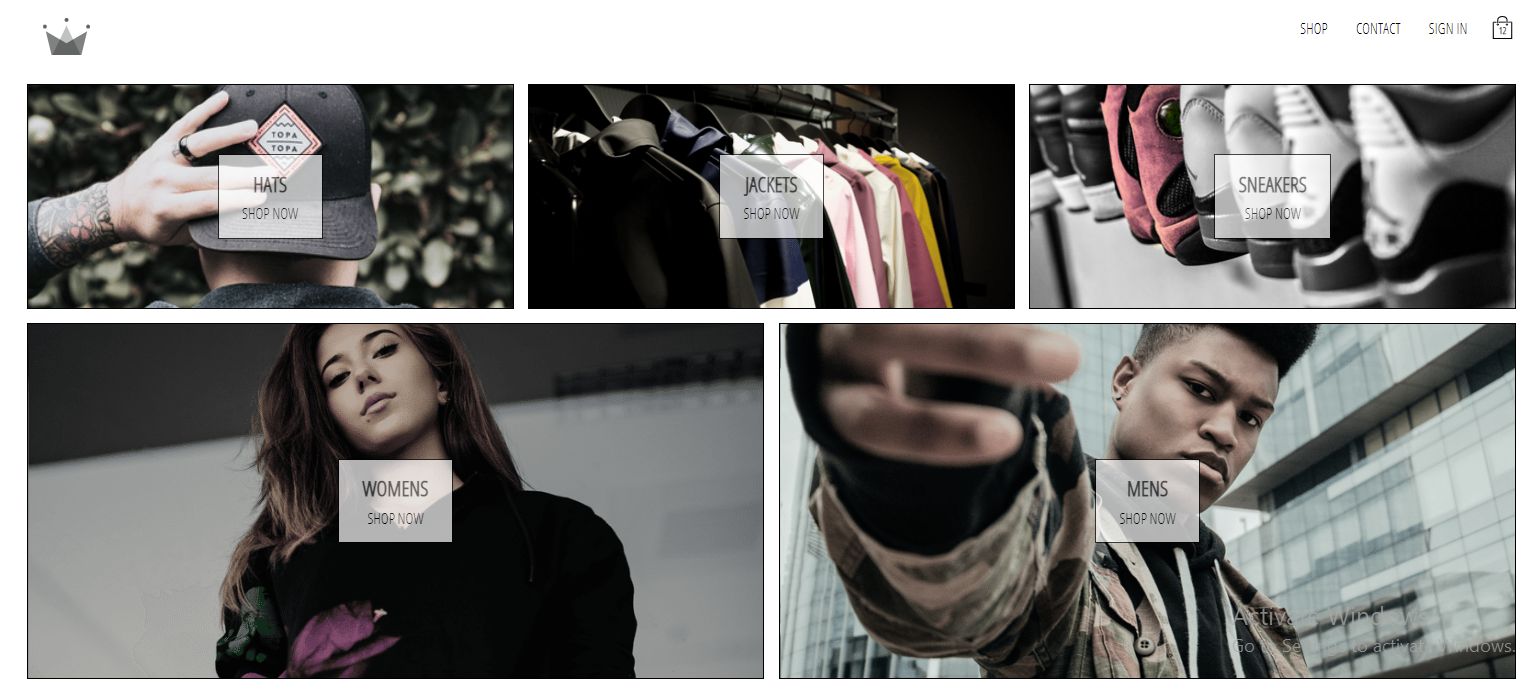 SHOP CONTACT SIGN IN 12
TOPA
TOPA
HATS
SHOP NOW
JACKETS
SHOP NOW
SNEAKERS
SHOP NOW
WOMENS
SHOP NOW
MENS
SHOP NOW
Activate Windows
Go to Settings to activate Windows.